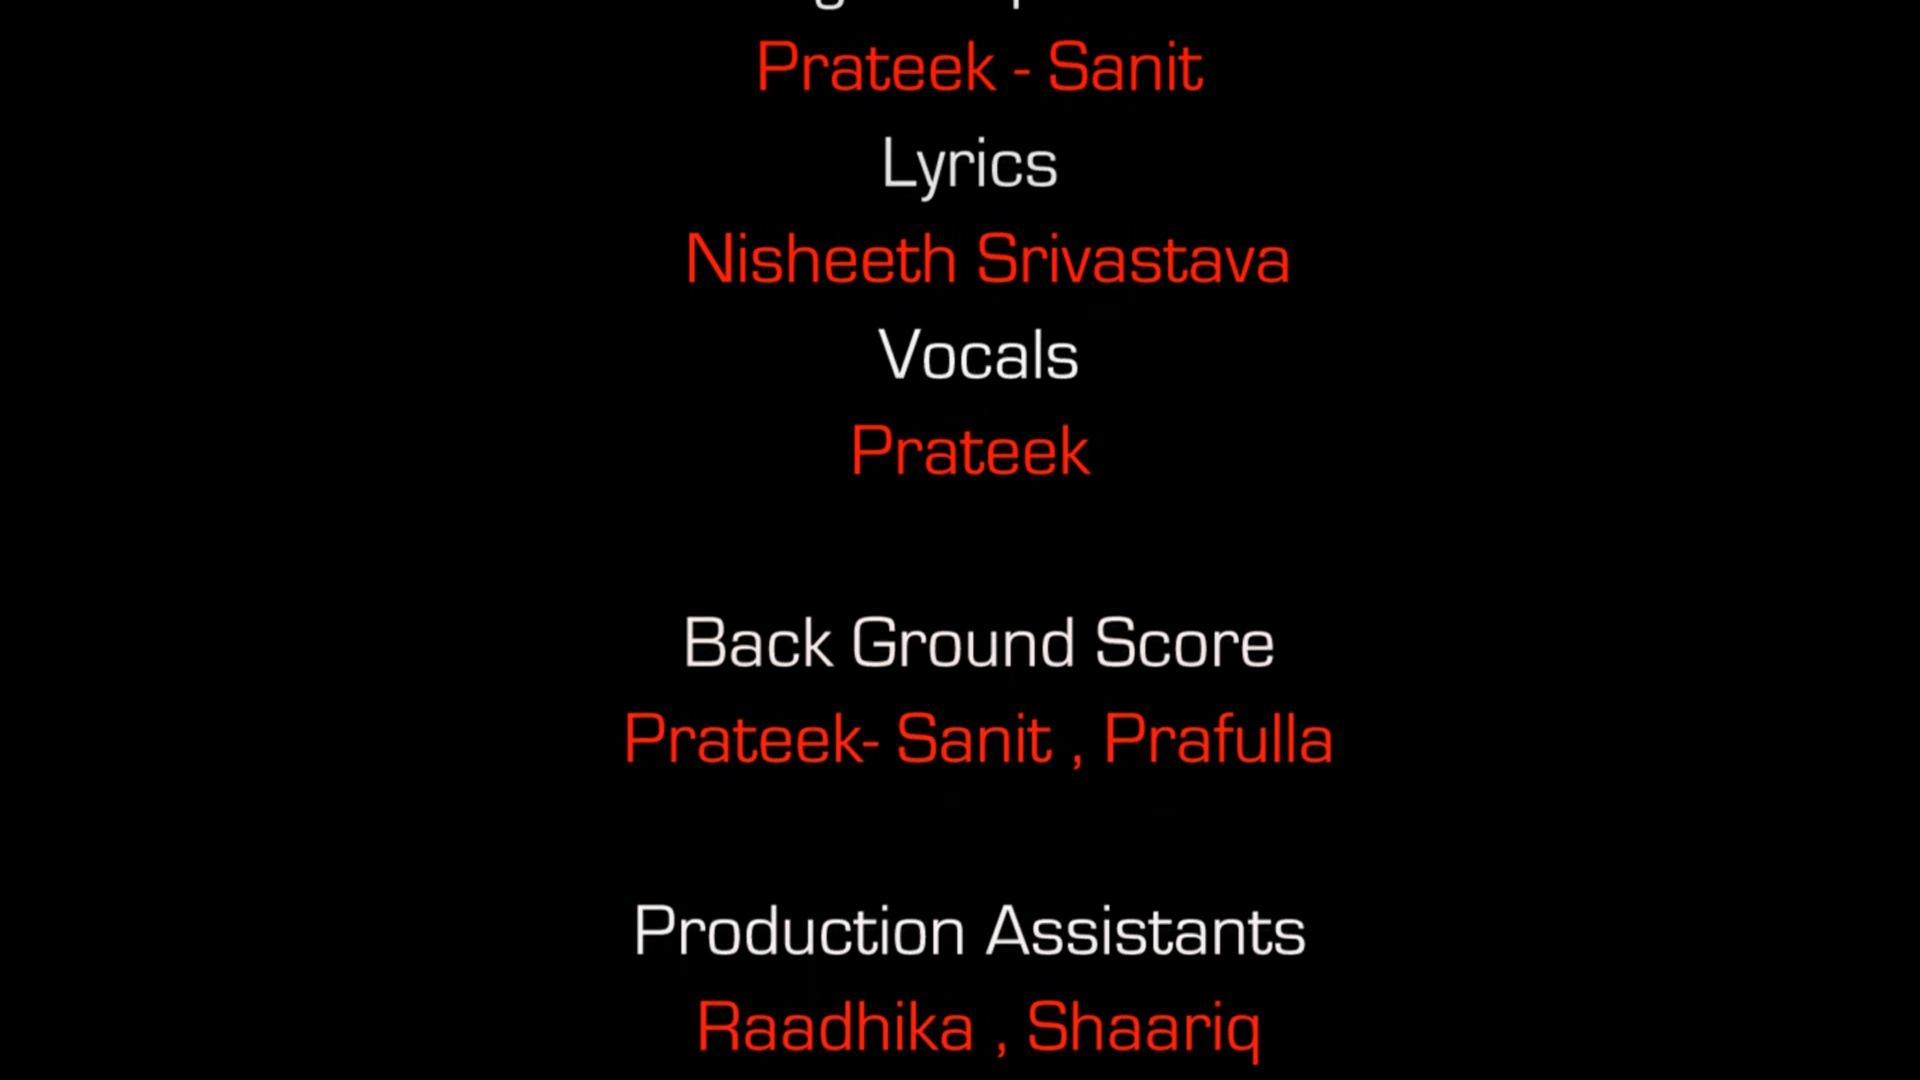 Prateek - Sanit
Lyrics
Nisheeth Srivastava
Vocals
Prateek
Back Ground Score
Prateek- Sanit , Prafulla
Production Assistants
Raadhika , Shaariq